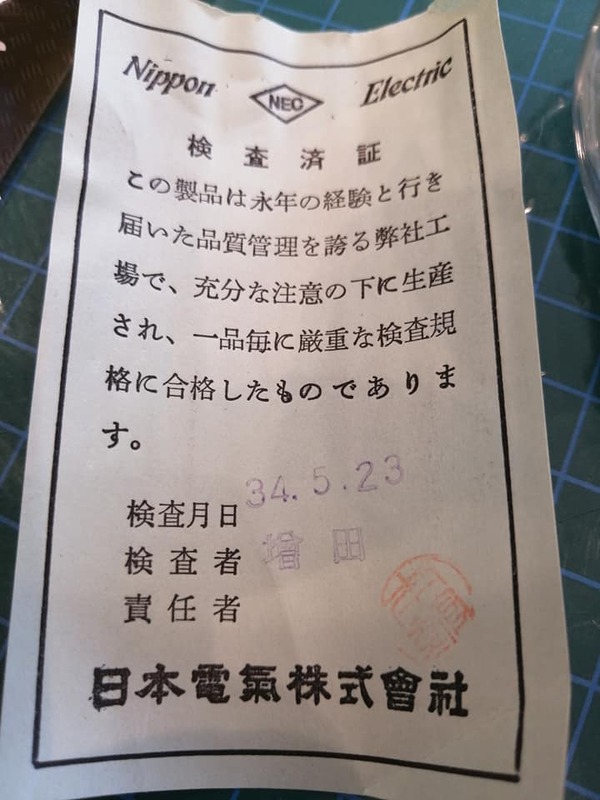 Nippon NEC Electric
検査済証
この製品は永年の経験と行き
届いた品質管理を誇る弊社工
場で、充分な注意の下に生産
され、一品毎に厳重な検査規
格に合格したものでありま
す。
検査月日 34.5.23
検査者 増田
責任者
日本電氣株式會社